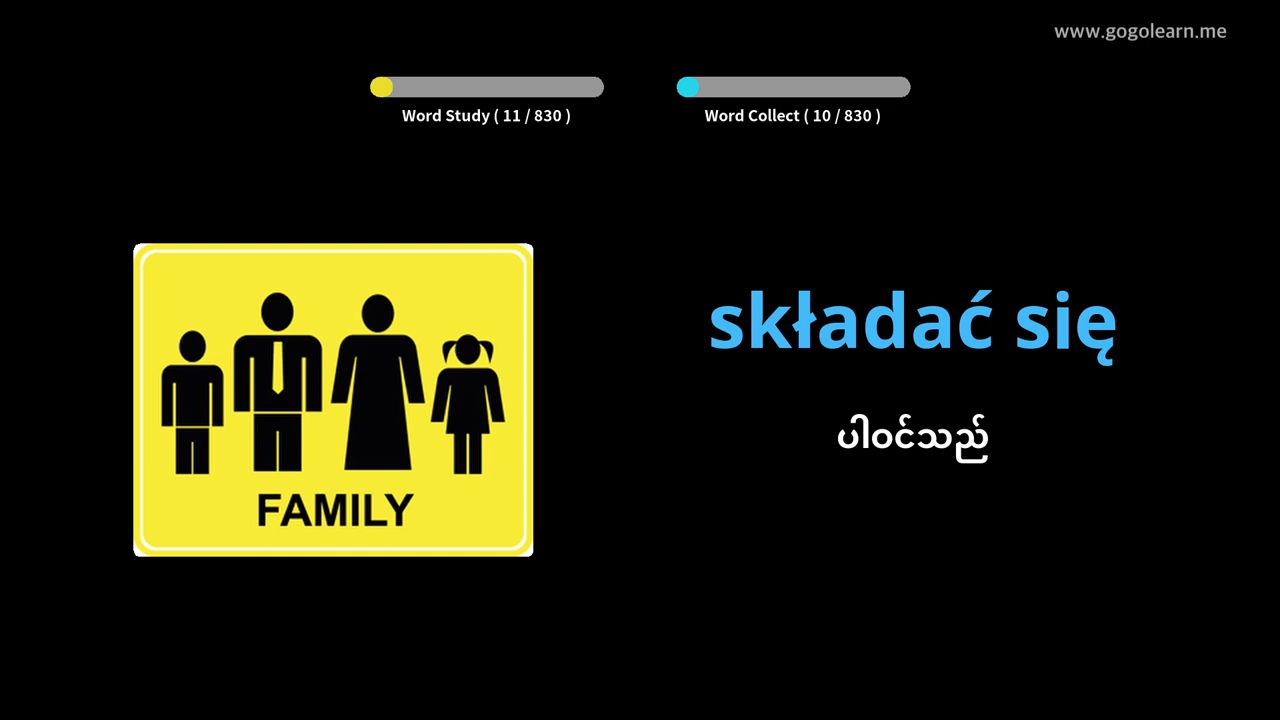 www.gogolearn.me
Word Study ( 11 / 830 )
Word Collect ( 10 / 830 )
FAMILY
składać się
ပါဝင်သည်